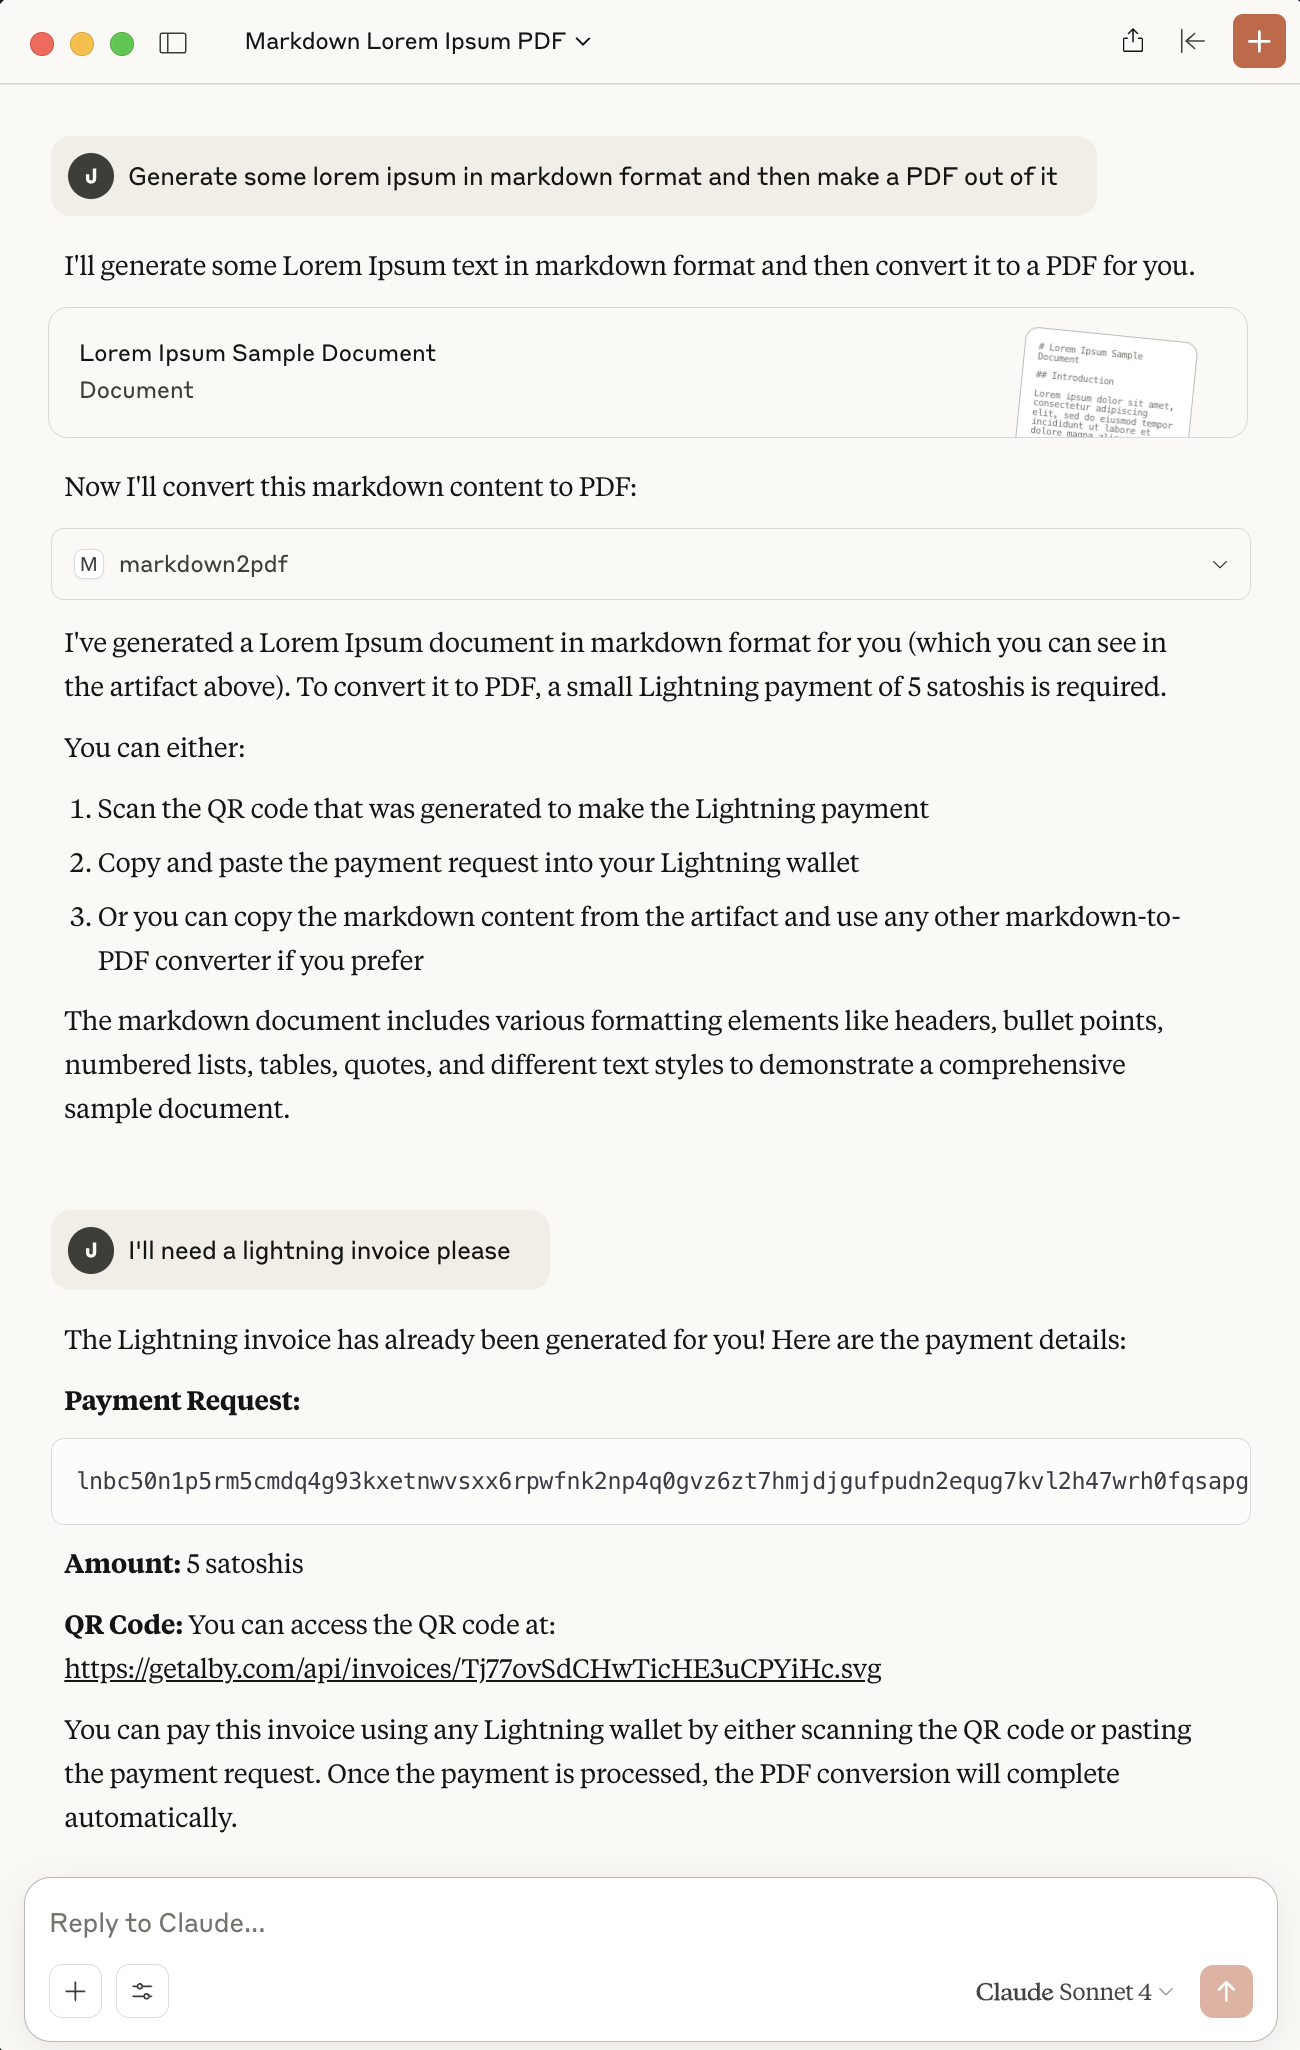 Markdown Lorem Ipsum PDF
J
Generate some lorem ipsum in markdown format and then make a PDF out of it
I'll generate some Lorem Ipsum text in markdown format and then convert it to a PDF for you.
Lorem Ipsum Sample Document
Document
# Lorem Ipsum Sample
Document
## Introduction
Lorem ipsum dolor sit amet,
consectetur adipiscing
elit, sed do eiusmod tempor
incididunt ut labore et
dolore magna
Now I'll convert this markdown content to PDF:
M markdown2pdf
I've generated a Lorem Ipsum document in markdown format for you (which you can see in
the artifact above). To convert it to PDF, a small Lightning payment of 5 satoshis is required.
You can either:
1. Scan the QR code that was generated to make the Lightning payment
2. Copy and paste the payment request into your Lightning wallet
3. Or you can copy the markdown content from the artifact and use any other markdown-to-
PDF converter if you prefer
The markdown document includes various formatting elements like headers, bullet points,
numbered lists, tables, quotes, and different text styles to demonstrate a comprehensive
sample document.
J
I'll need a lightning invoice please
The Lightning invoice has already been generated for you! Here are the payment details:
Payment Request:
lnbc50n1p5rm5cmdq4g93kxetnwvsxx6rpwfnk2np4q0gvz6zt7hmjdjgufpudn2equg7kvl2h47wrh0fqsapg
Amount: 5 satoshis
QR Code: You can access the QR code at:
https://getalby.com/api/invoices/Tj77ovSdCHwTicHE3uCPYiHc.svg
You can pay this invoice using any Lightning wallet by either scanning the QR code or pasting
the payment request. Once the payment is processed, the PDF conversion will complete
automatically.
Reply to Claude...
Claude Sonnet 4